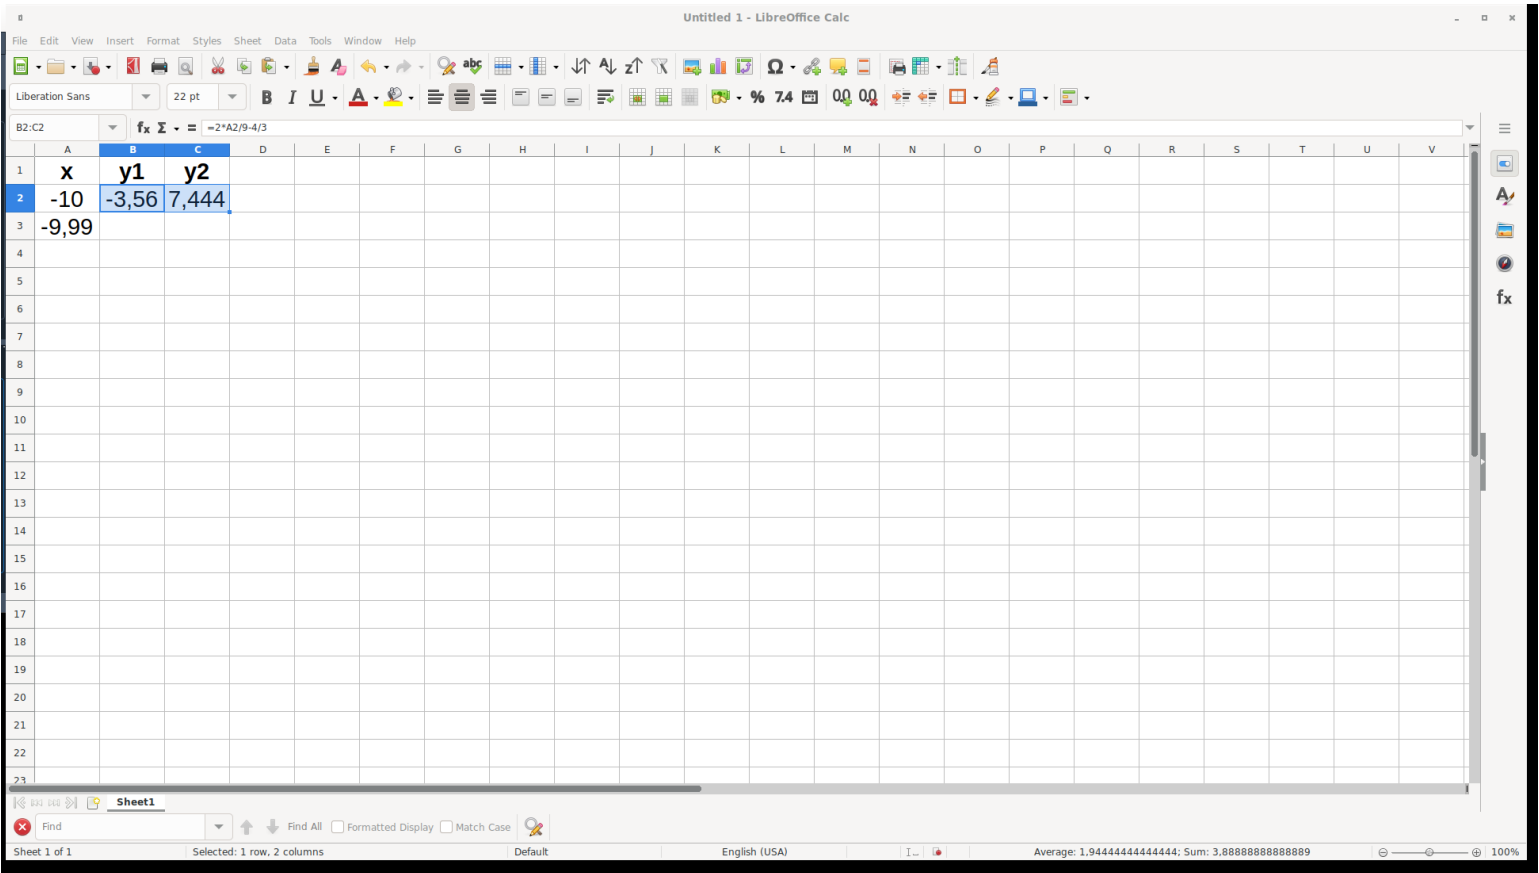 Untitled 1 - LibreOffice Calc
File Edit View Insert Format Styles Sheet Data Tools Window Help
Liberation Sans 22 pt B I U A % 7.4
B2:C2 fx Σ = =2*A2/9-4/3
A B C D E F G H I J K L M N O P Q R S T U V
1 x y1 y2
2 -10 -3,56 7,444
3 -9,99
4
5
6
7
8
9
10
11
12
13
14
15
16
17
18
19
20
21
22
23
Sheet1
Find Find All Formatted Display Match Case
Sheet 1 of 1 Selected: 1 row, 2 columns Default English (USA) Average: 1,94444444444444; Sum: 3,88888888888889 100%